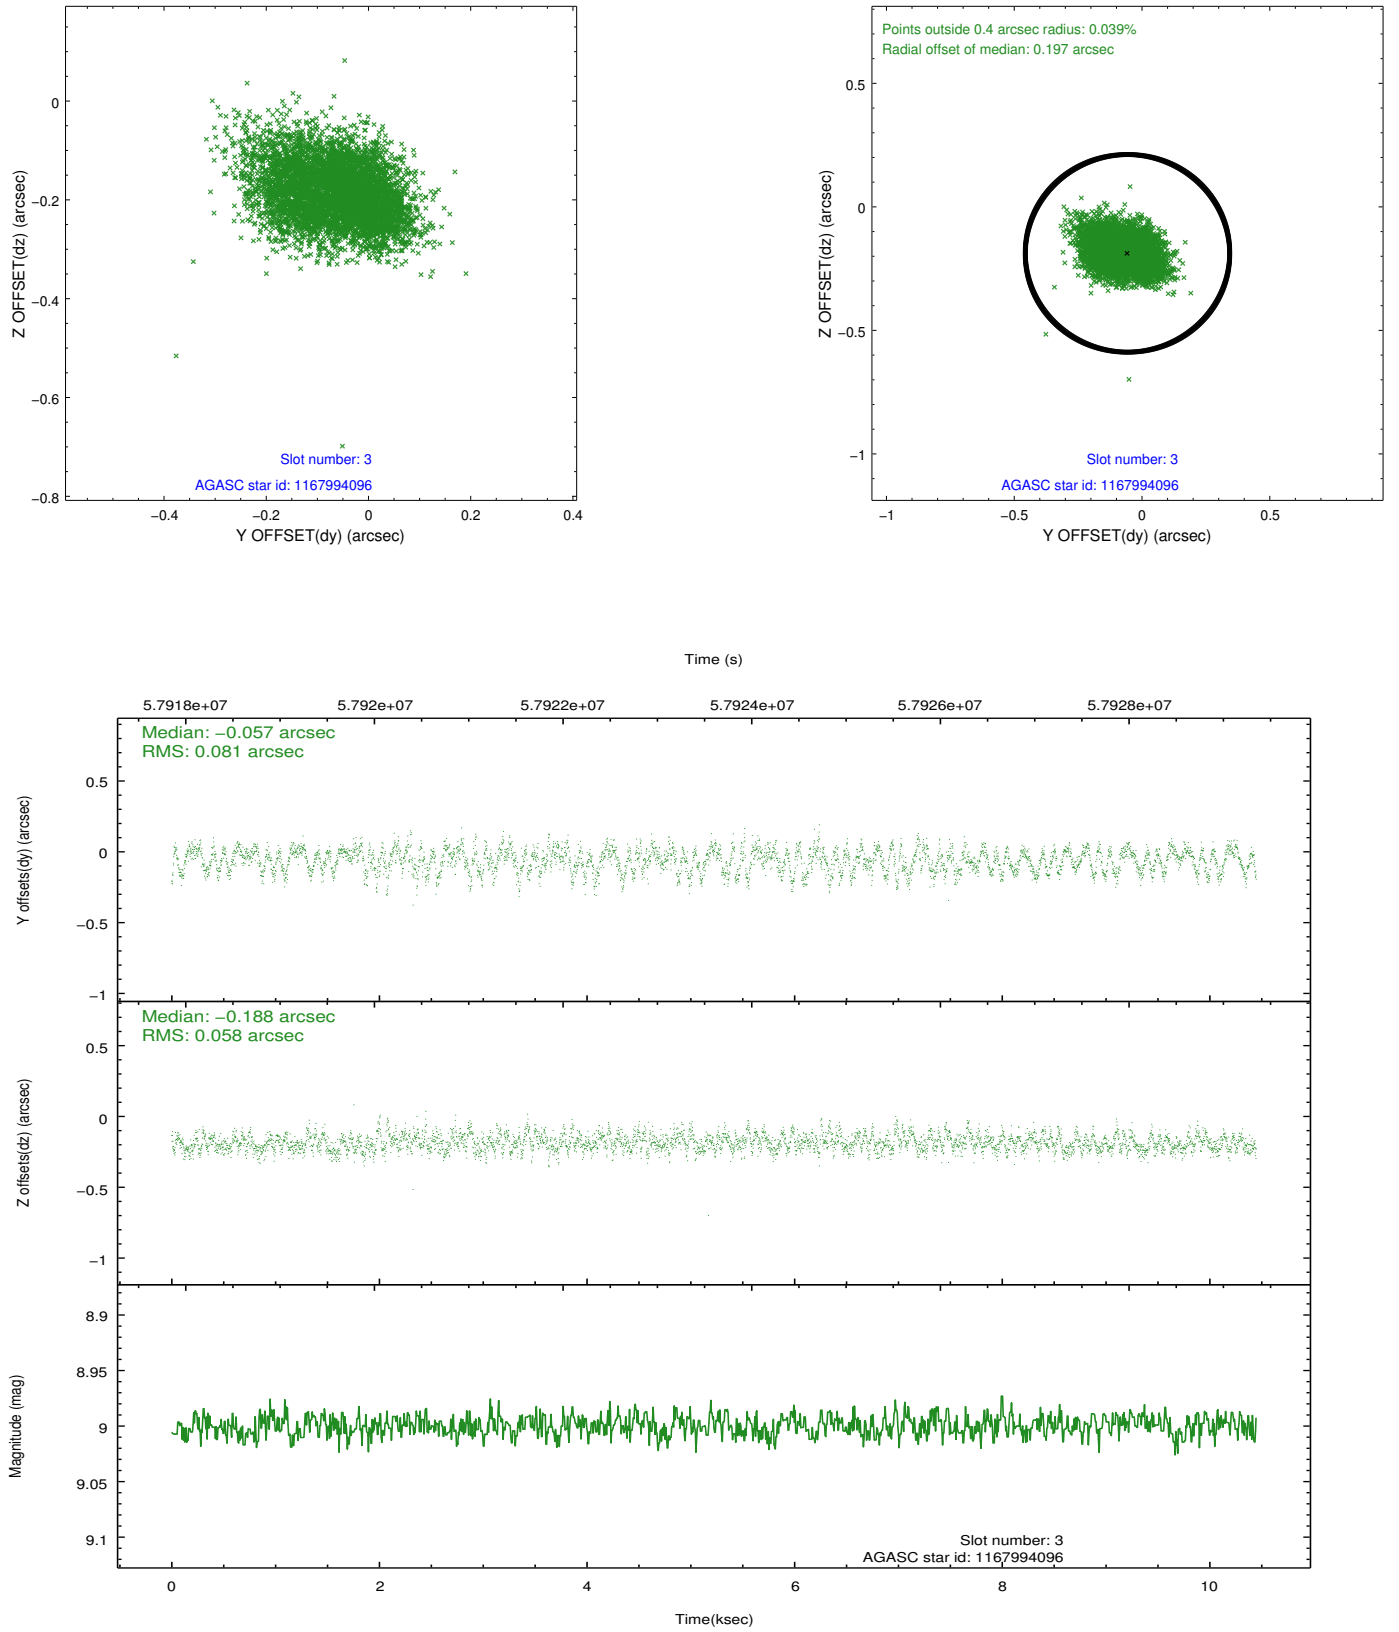 0
−0.2
−0.4
−0.6
−0.8
Z OFFSET(dz) (arcsec)
Slot number: 3
AGASC star id: 1167994096
−0.4 −0.2 0 0.2 0.4
Y OFFSET(dy) (arcsec)
Points outside 0.4 arcsec radius: 0.039%
Radial offset of median: 0.197 arcsec
0.5
0
−0.5
−1
Z OFFSET(dz) (arcsec)
Slot number: 3
AGASC star id: 1167994096
−1 −0.5 0 0.5
Y OFFSET(dy) (arcsec)
Time (s)
5.7918e+07 5.792e+07 5.7922e+07 5.7924e+07 5.7926e+07 5.7928e+07
Median: −0.057 arcsec
RMS: 0.081 arcsec
0.5
0
−0.5
−1
Y offsets(dy) (arcsec)
Median: −0.188 arcsec
RMS: 0.058 arcsec
0.5
0
−0.5
−1
Z offsets(dz) (arcsec)
8.9
8.95
9
9.05
9.1
Magnitude (mag)
Slot number: 3
AGASC star id: 1167994096
0 2 4 6 8 10
Time(ksec)